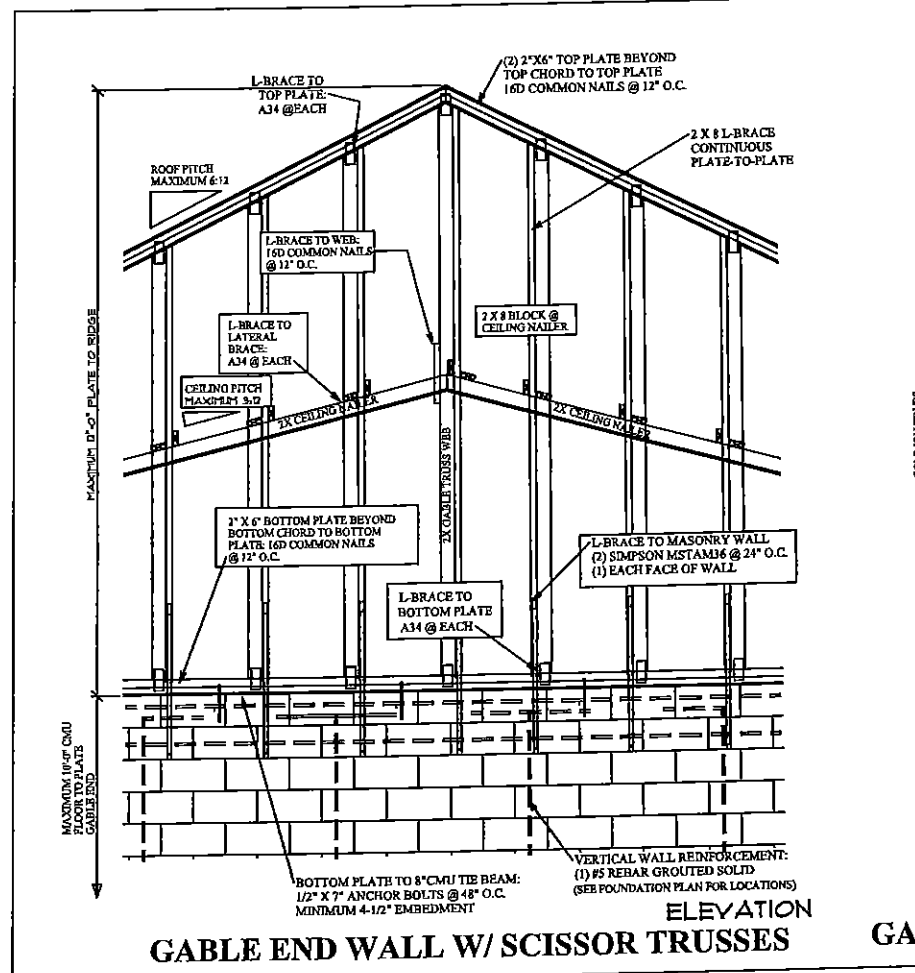 (2) 2"X6" TOP PLATE BEYOND
TOP CHORD TO TOP PLATE
16D COMMON NAILS @ 12" O.C.
L-BRACE TO
TOP PLATE:
A34 @EACH
2 X 8 L-BRACE
CONTINUOUS
PLATE-TO-PLATE
ROOF PITCH
MAXIMUM 6:12
L-BRACE TO WEB:
16D COMMON NAILS
@ 12" O.C.
2 X 8 BLOCK @
CEILING NAILER
L-BRACE TO
LATERAL
BRACE:
A34 @ EACH
CEILING PITCH
MAXIMUM 3:12
2X CEILING NAILER
2X CEILING NAILER
MAXIMUM 12'-0" PLATE TO RIDGE
2X GABLE TRUSS WEB
2" X 6" BOTTOM PLATE BEYOND
BOTTOM CHORD TO BOTTOM
PLATE: 16D COMMON NAILS
@ 12" O.C.
L-BRACE TO MASONRY WALL
(2) SIMPSON MSTAM36 @ 24" O.C.
(1) EACH FACE OF WALL
L-BRACE TO
BOTTOM PLATE
A34 @ EACH
MAXIMUM 10'-0" CMU
FLOOR TO PLATE
GABLE END
VERTICAL WALL REINFORCEMENT:
(1) #5 REBAR GROUTED SOLID
(SEE FOUNDATION PLAN FOR LOCATIONS)
BOTTOM PLATE TO 8"CMU TIE BEAM:
1/2" X 7" ANCHOR BOLTS @ 48" O.C.
MINIMUM 4-1/2" EMBEDMENT
ELEVATION
GABLE END WALL W/ SCISSOR TRUSSES
GA